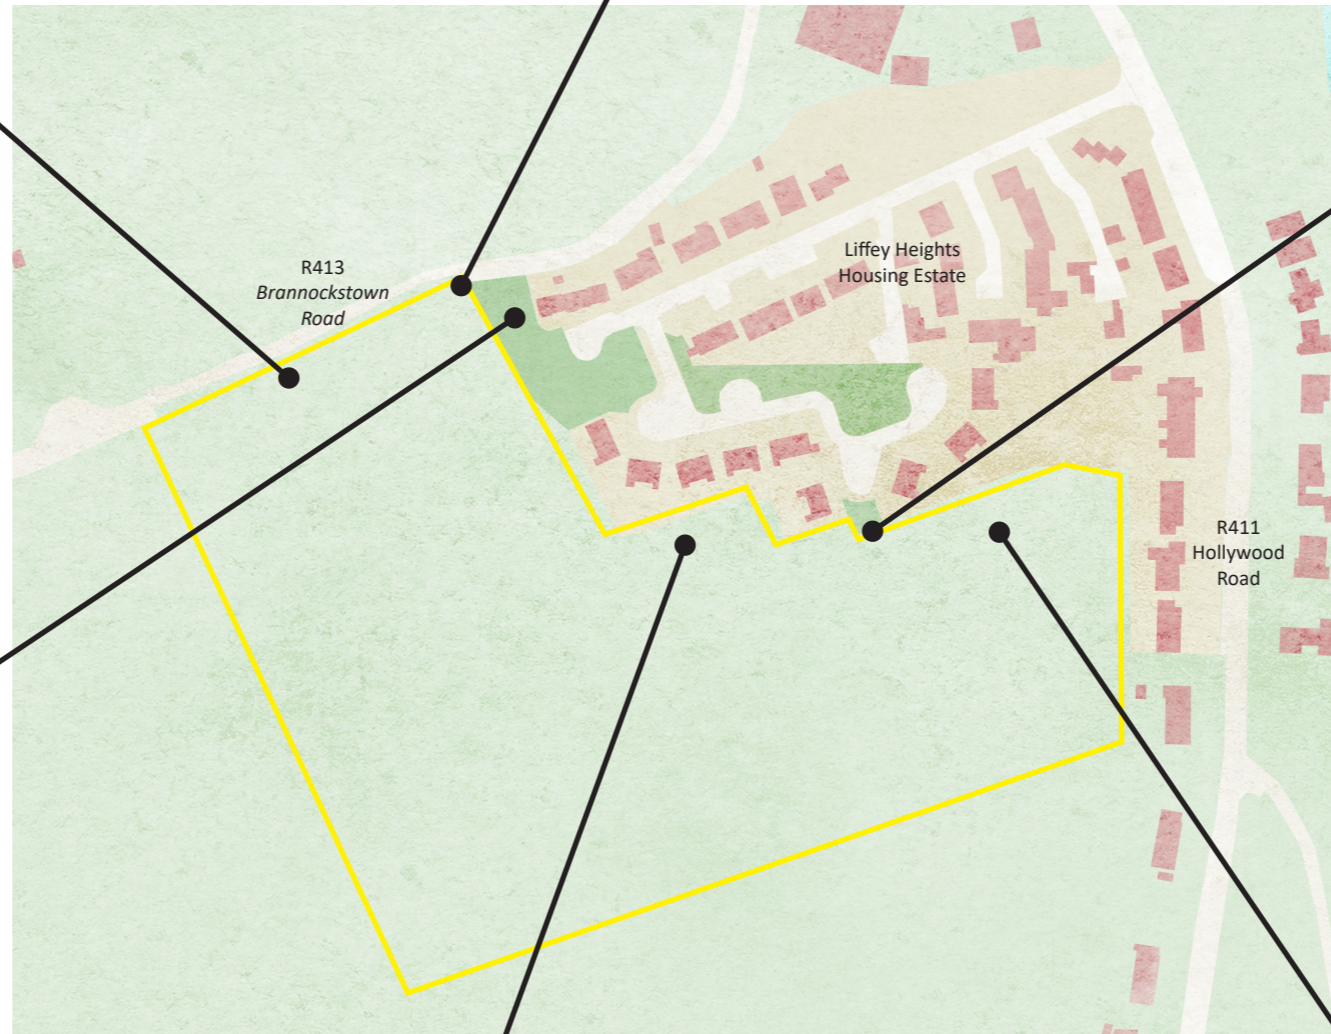 R413
Brannockstown
Road
Liffey Heights
Housing Estate
R411
Hollywood
Road